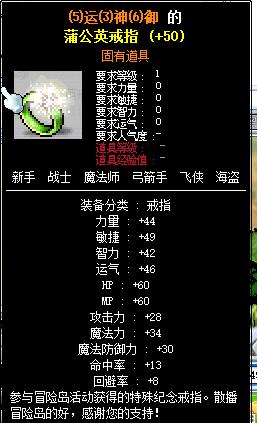 (5)运(3)神(6)御 的
蒲公英戒指 (+50)
固有道具
要求等级： 1
要求力量： 0
要求敏捷： 0
要求智力： 0
要求运气： 0
要求人气度：-
道具等级： -
道具经验值： -
新手 战士 魔法师 弓箭手 飞侠 海盗
装备分类 : 戒指
力量 : +44
敏捷 : +49
智力 : +42
运气 : +46
HP : +60
MP : +60
攻击力 : +28
魔法力 : +34
魔法防御力 : +30
命中率 : +13
回避率 : +8
参与冒险岛活动获得的特殊纪念戒指。散播
冒险岛的好，感谢您的支持！